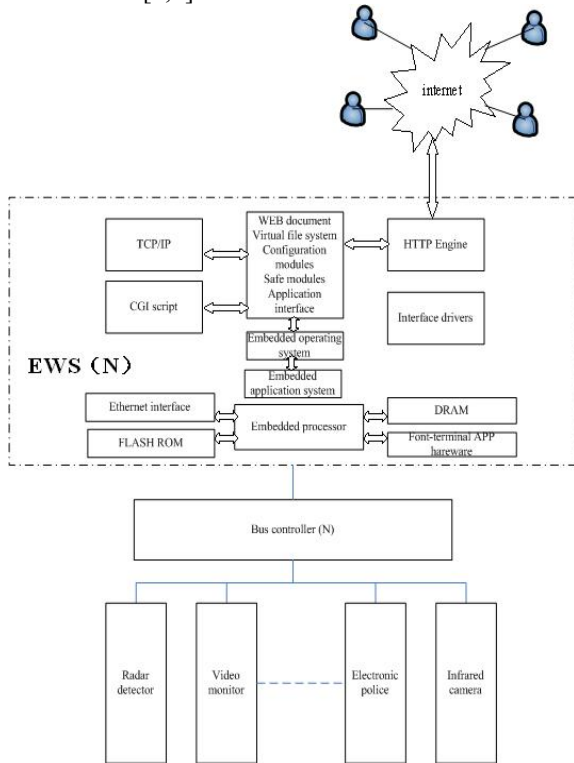 internet
WEB document
Virtual file system
Configuration
modules
Safe modules
Application
interface
TCP/IP
HTTP Engine
CGI script
Interface drivers
Embedded operating
system
EWS（N）
Embedded
application system
Ethernet interface
DRAM
Embedded processor
FLASH ROM
Font-terminal APP
hareware
Bus controller (N)
Radar
detector
Video
monitor
Electronic
police
Infrared
camera